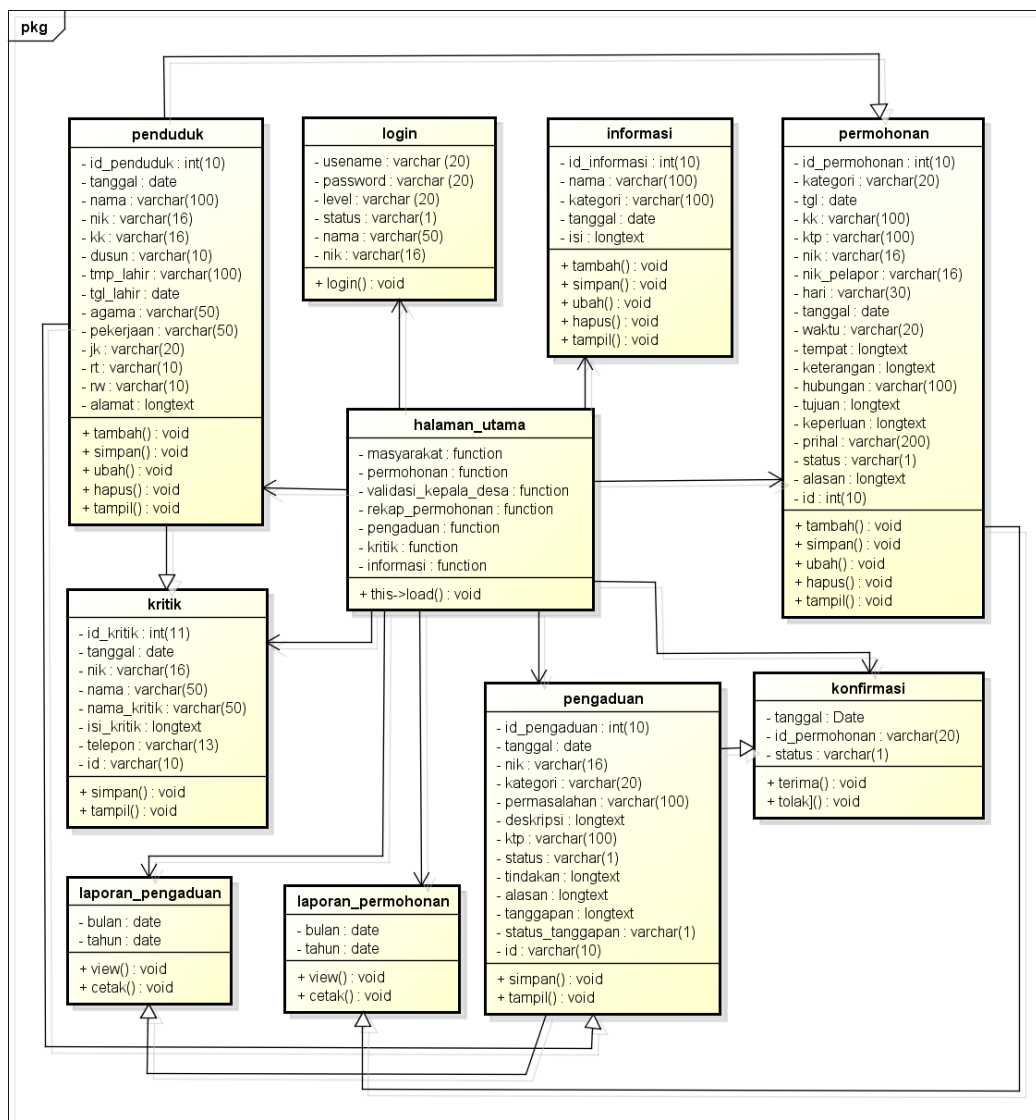 pkg
penduduk
- id_penduduk : int(10)
- tanggal : date
- nama : varchar(100)
- nik : varchar(16)
- kk : varchar(16)
- dusun : varchar(10)
- tmp_lahir : varchar(100)
- tgl_lahir : date
- agama : varchar(50)
- pekerjaan : varchar(50)
- jk : varchar(20)
- rt : varchar(10)
- rw : varchar(10)
- alamat : longtext
+ tambah() : void
+ simpan() : void
+ ubah() : void
+ hapus() : void
+ tampil() : void
login
- usename : varchar (20)
- password : varchar (20)
- level : varchar (20)
- status : varchar(1)
- nama : varchar(50)
- nik : varchar(16)
+ login() : void
informasi
- id_informasi : int(10)
- nama : varchar(100)
- kategori : varchar(100)
- tanggal : date
- isi : longtext
+ tambah() : void
+ simpan() : void
+ ubah() : void
+ hapus() : void
+ tampil() : void
permohonan
- id_permohonan : int(10)
- kategori : varchar(20)
- tgl : date
- kk : varchar(100)
- ktp : varchar(100)
- nik : varchar(16)
- nik_pelapor : varchar(16)
- hari : varchar(30)
- tanggal : date
- waktu : varchar(20)
- tempat : longtext
- keterangan : longtext
- hubungan : varchar(100)
- tujuan : longtext
- keperluan : longtext
- prihal : varchar(200)
- status : varchar(1)
- alasan : longtext
- id : int(10)
+ tambah() : void
+ simpan() : void
+ ubah() : void
+ hapus() : void
+ tampil() : void
halaman_utama
- masyarakat : function
- permohonan : function
- validasi_kepala_desa : function
- rekap_permohonan : function
- pengaduan : function
- kritik : function
- informasi : function
+ this->load() : void
kritik
- id_kritik : int(11)
- tanggal : date
- nik : varchar(16)
- nama : varchar(50)
- nama_kritik : varchar(50)
- isi_kritik : longtext
- telepon : varchar(13)
- id : varchar(10)
+ simpan() : void
+ tampil() : void
pengaduan
- id_pengaduan : int(10)
- tanggal : date
- nik : varchar(16)
- kategori : varchar(20)
- permasalahan : varchar(100)
- deskripsi : longtext
- ktp : varchar(100)
- status : varchar(1)
- tindakan : longtext
- alasan : longtext
- tanggapan : longtext
- status_tanggapan : varchar(1)
- id : varchar(10)
+ simpan() : void
+ tampil() : void
konfirmasi
- tanggal : Date
- id_permohonan : varchar(20)
- status : varchar(1)
+ terima() : void
+ tolak]() : void
laporan_pengaduan
- bulan : date
- tahun : date
+ view() : void
+ cetak() : void
laporan_permohonan
- bulan : date
- tahun : date
+ view() : void
+ cetak() : void